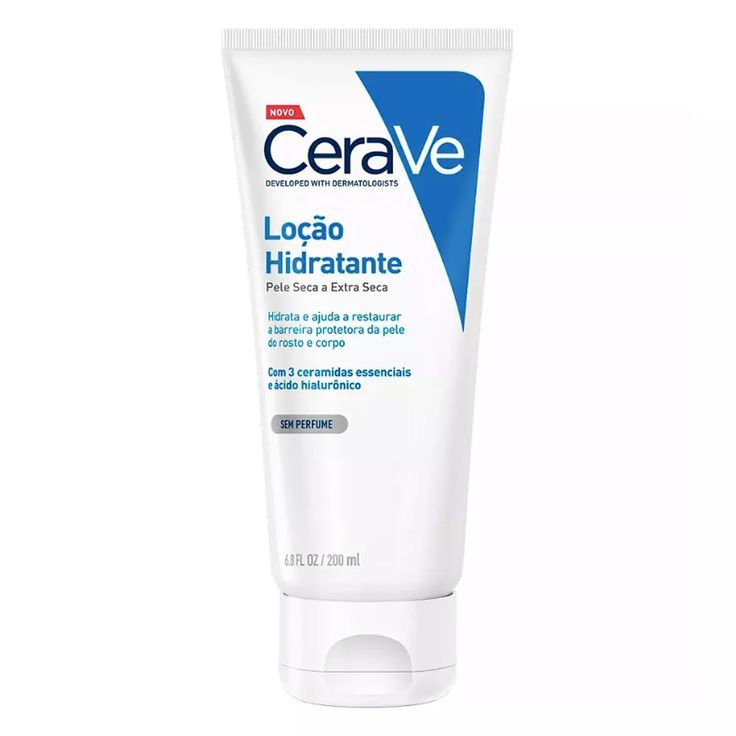 NOVO
CeraVe
DEVELOPED WITH DERMATOLOGISTS
Loção
Hidratante
Pele Seca a Extra Seca
Hidrata e ajuda a restaurar
a barreira protetora da pele
do rosto e corpo
Com 3 ceramidas essenciais
e ácido hialurônico
SEM PERFUME
6.8 FL OZ / 200 ml